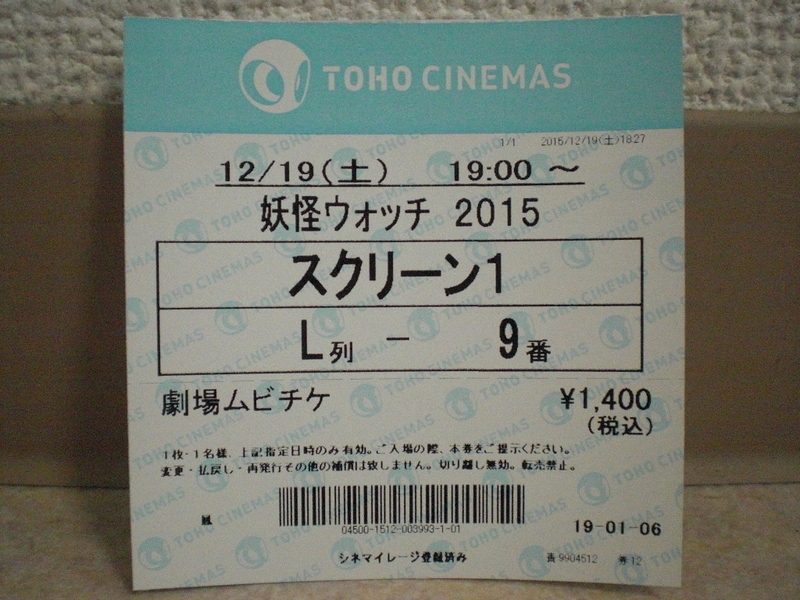 TOHO CINEMAS
1/1 2015/12/19(土)18:27
12/19(土) 19:00 ～
妖怪ウォッチ 2015
スクリーン1
L列 － 9番
劇場ムビチケ ¥1,400
(税込)
1枚・1名様、上記指定日時のみ有効。ご入場の際、本券をご提示ください。
変更・払戻し・再発行その他の補償は致しません。切り離し無効。転売禁止。
04500-1512-003993-1-01
19-01-06
シネマイレージ登録済み
9904512 券12